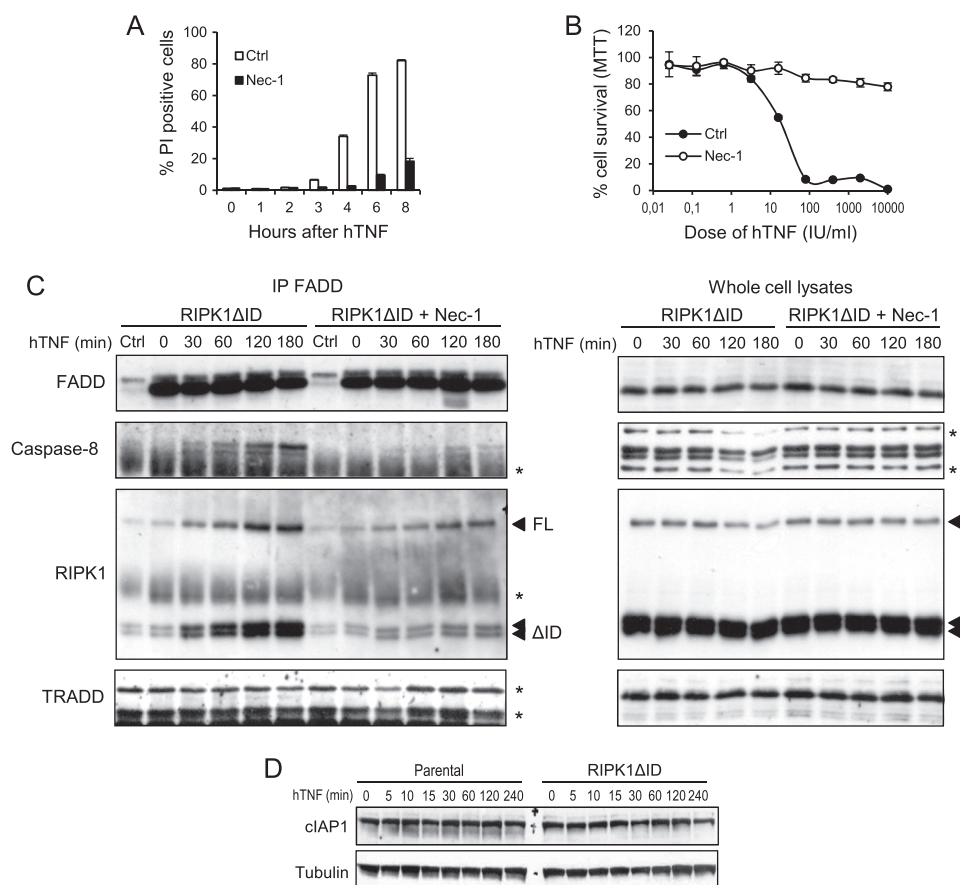 A
B
% PI positive cells
100
80
60
40
20
0
Ctrl
Nec-1
0 1 2 3 4 6 8
Hours after hTNF
% cell survival (MTT)
120
100
80
60
40
20
0
Ctrl
Nec-1
0,01 0,1 1 10 100 1000 10000
Dose of hTNF (IU/ml)
C
IP FADD
RIPK1ΔID RIPK1ΔID + Nec-1
hTNF (min) Ctrl 0 30 60 120 180 Ctrl 0 30 60 120 180
FADD
Caspase-8
*
FL
RIPK1
*
ΔID
TRADD
*
*
Whole cell lysates
RIPK1ΔID RIPK1ΔID + Nec-1
hTNF (min) 0 30 60 120 180 0 30 60 120 180
*
*
D
Parental RIPK1ΔID
hTNF (min) 0 5 10 15 30 60 120 240 0 5 10 15 30 60 120 240
cIAP1
Tubulin